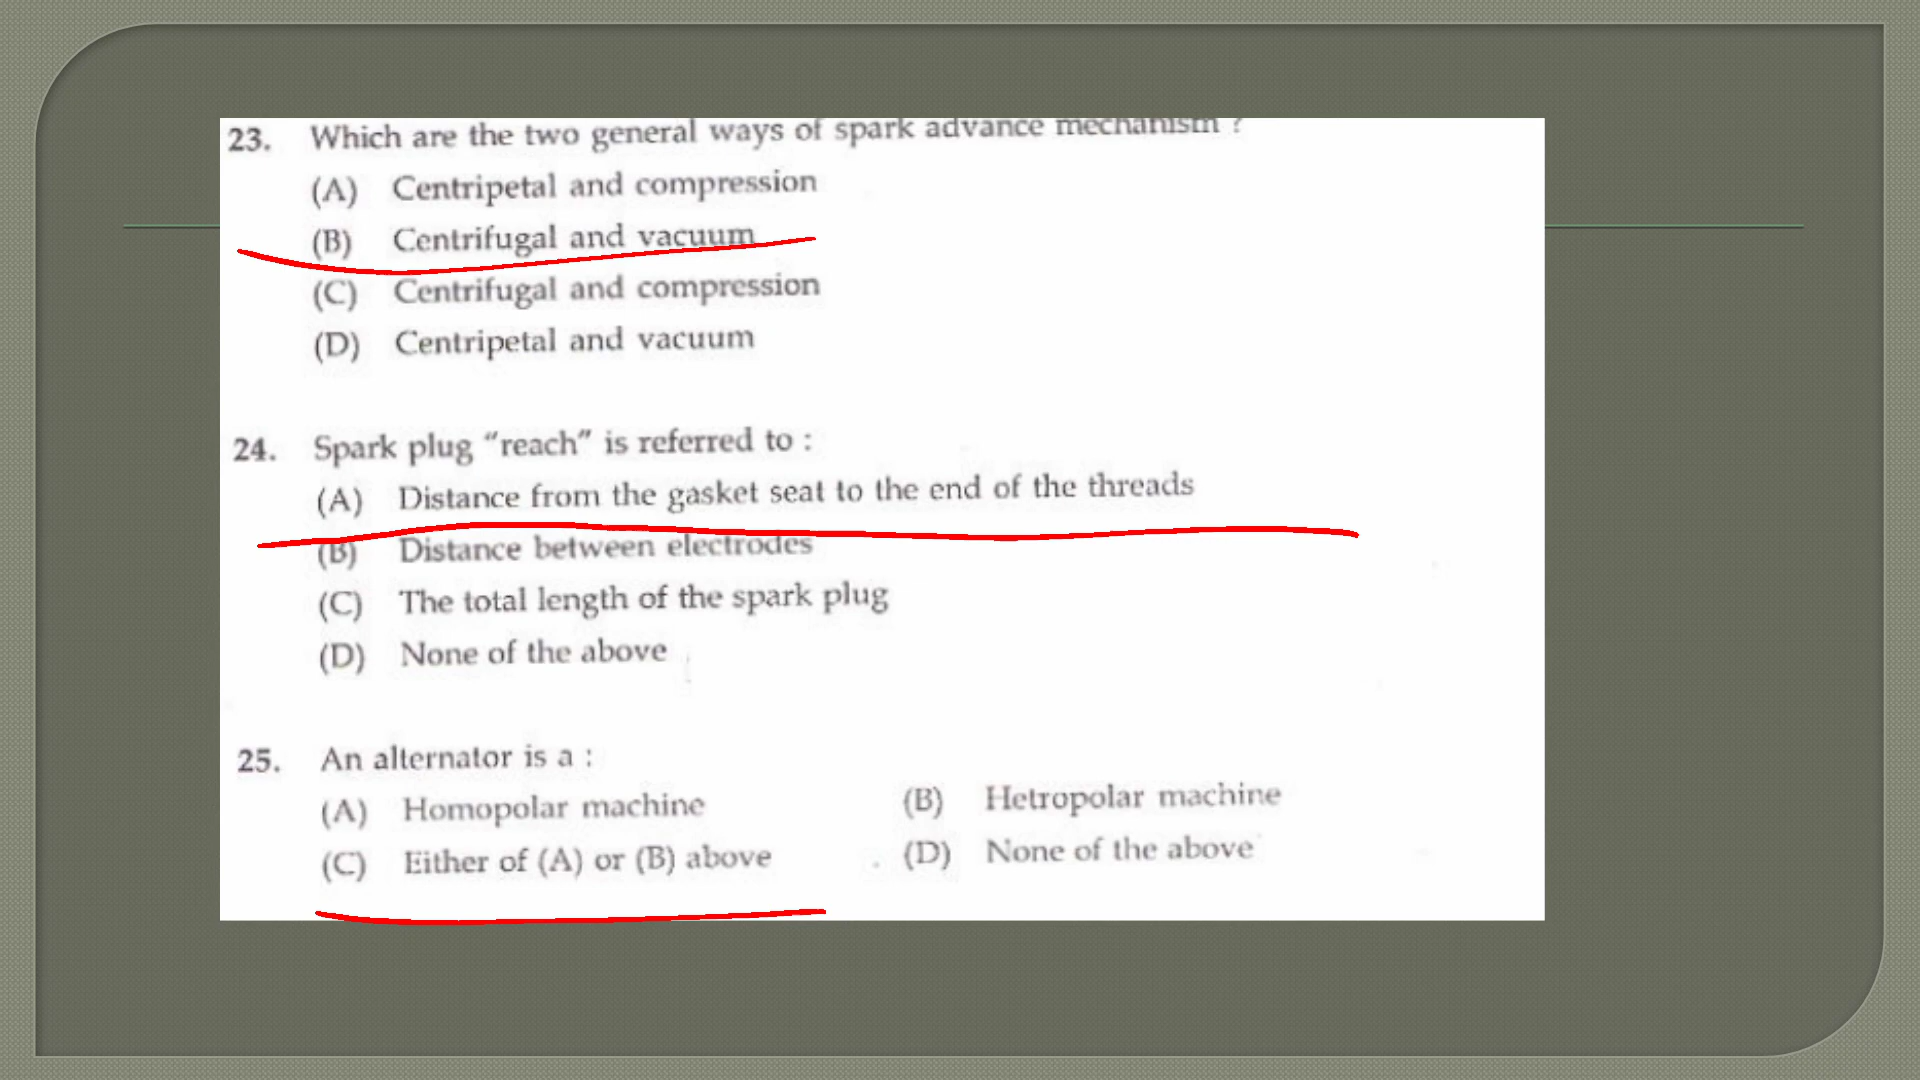 23. Which are the two general ways of spark advance mechanism ?
(A) Centripetal and compression
(B) Centrifugal and vacuum
(C) Centrifugal and compression
(D) Centripetal and vacuum
24. Spark plug "reach" is referred to :
(A) Distance from the gasket seat to the end of the threads
(B) Distance between electrodes
(C) The total length of the spark plug
(D) None of the above
25. An alternator is a :
(A) Homopolar machine (B) Hetropolar machine
(C) Either of (A) or (B) above (D) None of the above